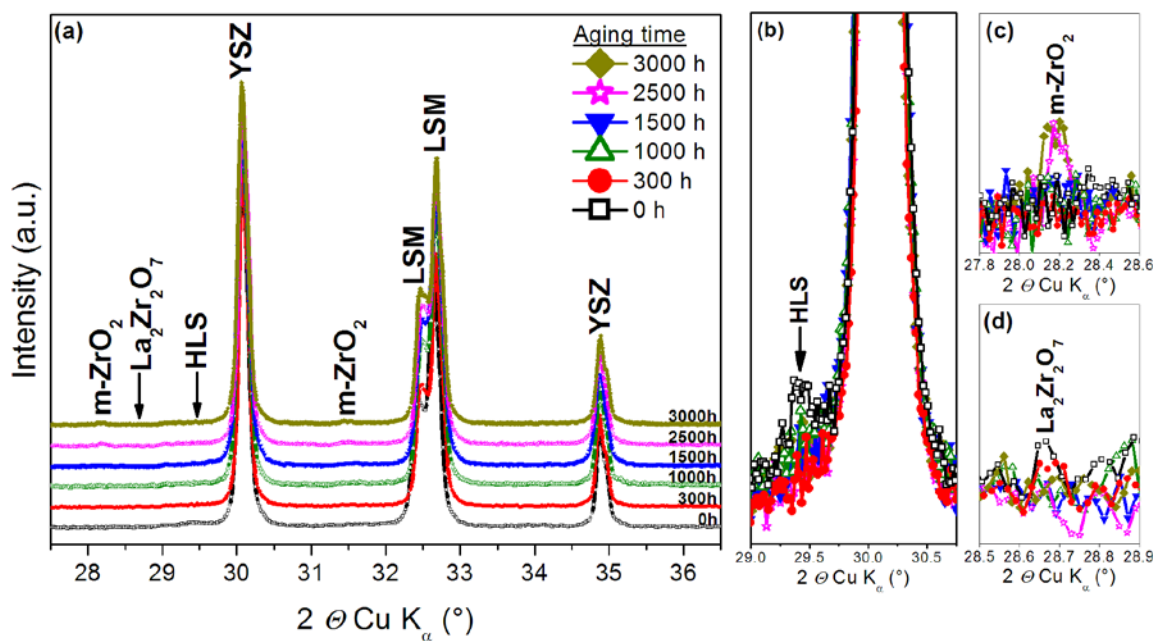 (a)
YSZ
LSM
LSM
YSZ
m-ZrO2
La2Zr2O7
HLS
m-ZrO2
Aging time
3000 h
2500 h
1500 h
1000 h
300 h
0 h
3000h
2500h
1500h
1000h
300h
0h
Intensity (a.u.)
28 29 30 31 32 33 34 35 36
2 Θ Cu Kα (°)
(b)
HLS
29.0 29.5 30.0 30.5
2 Θ Cu Kα (°)
(c)
m-ZrO2
27.8 28.0 28.2 28.4 28.6
2 Θ Cu Kα (°)
(d)
La2Zr2O7
28.5 28.6 28.7 28.8 28.9
2 Θ Cu Kα (°)